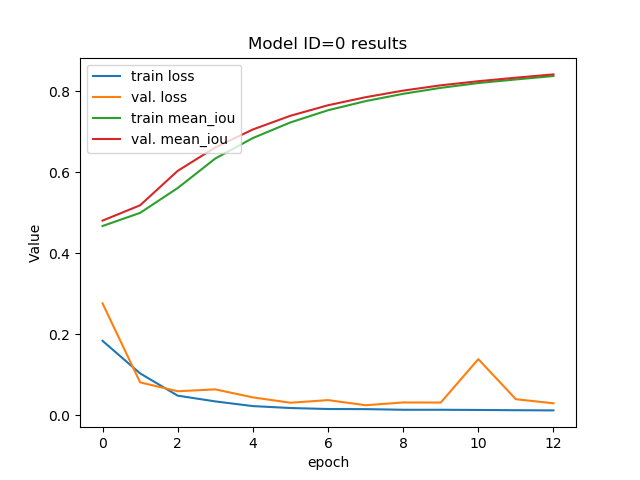 Model ID=0 results
train loss
val. loss
train mean_iou
val. mean_iou
Value
0.8
0.6
0.4
0.2
0.0
0 2 4 6 8 10 12
epoch